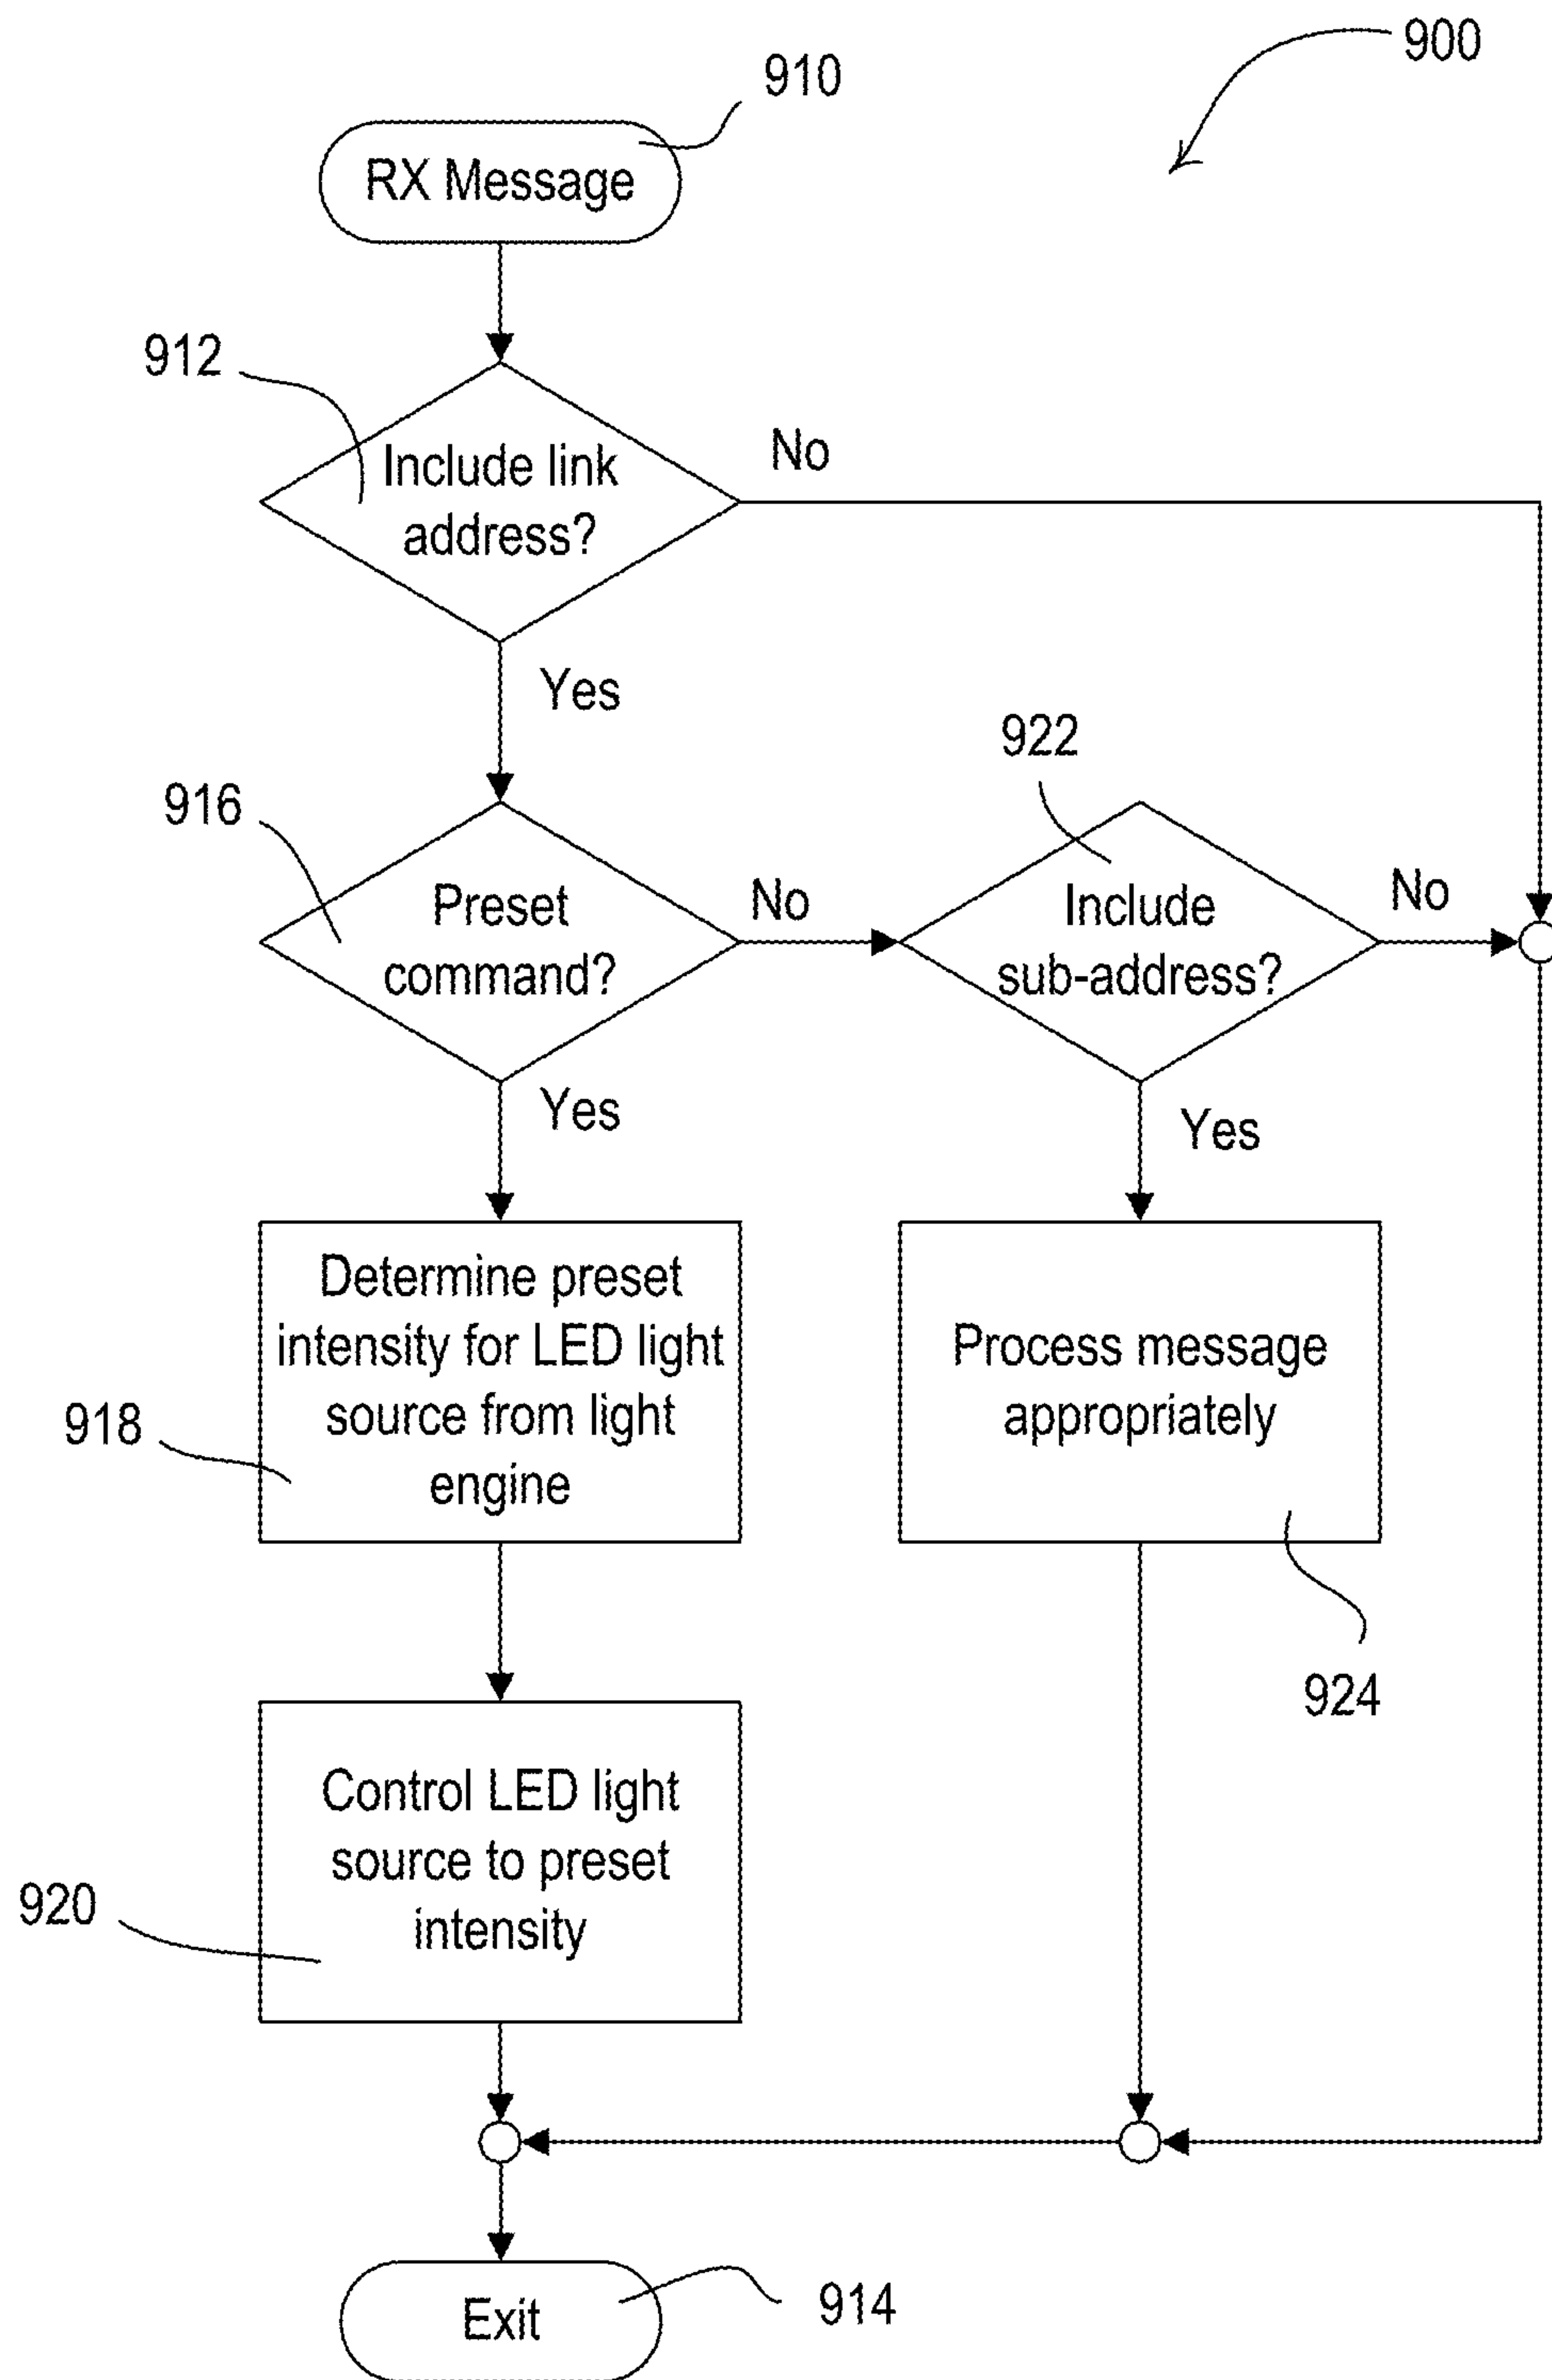 900
910
RX Message
912
Include link
address?
No
Yes
916
Preset
command?
No
922
Include
sub-address?
No
Yes
Yes
Determine preset
intensity for LED light
source from light
engine
918
Process message
appropriately
924
Control LED light
source to preset
intensity
920
Exit
914